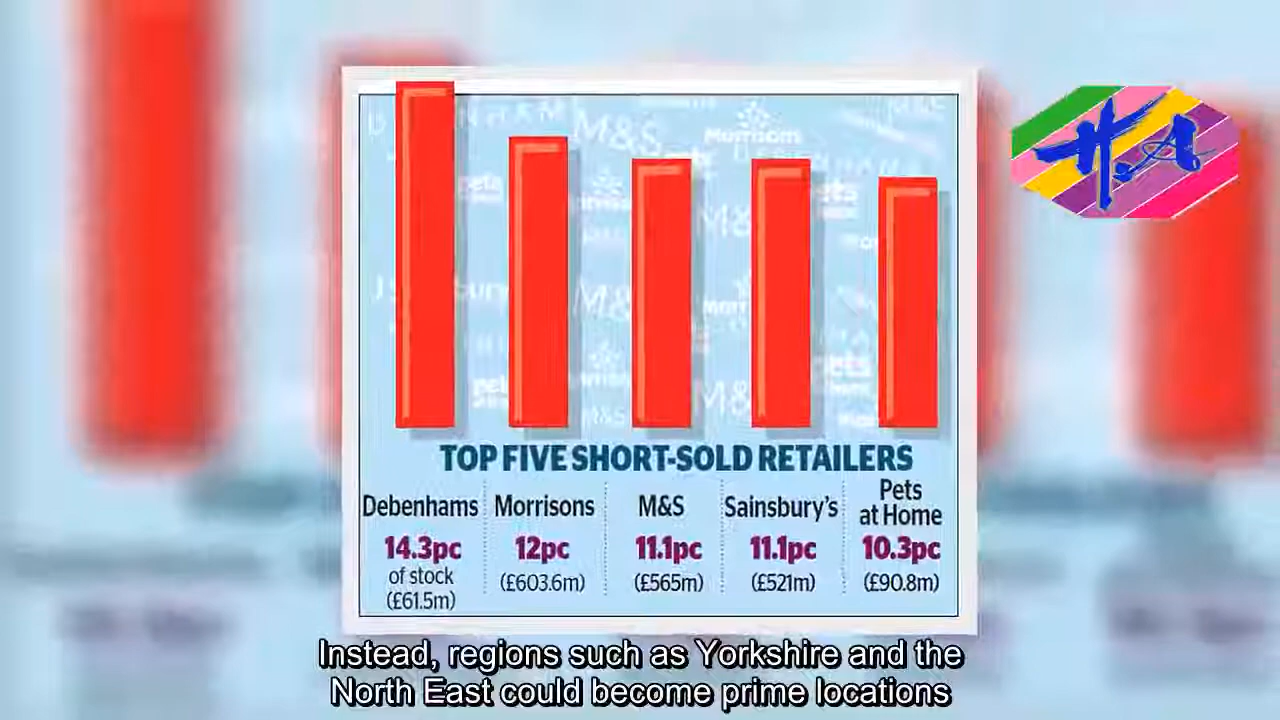 H.A
TOP FIVE SHORT-SOLD RETAILERS
Debenhams
14.3pc
of stock
(£61.5m)
Morrisons
12pc
(£603.6m)
M&S
11.1pc
(£565m)
Sainsbury's
11.1pc
(£521m)
Pets
at Home
10.3pc
(£90.8m)
Instead, regions such as Yorkshire and the
North East could become prime locations